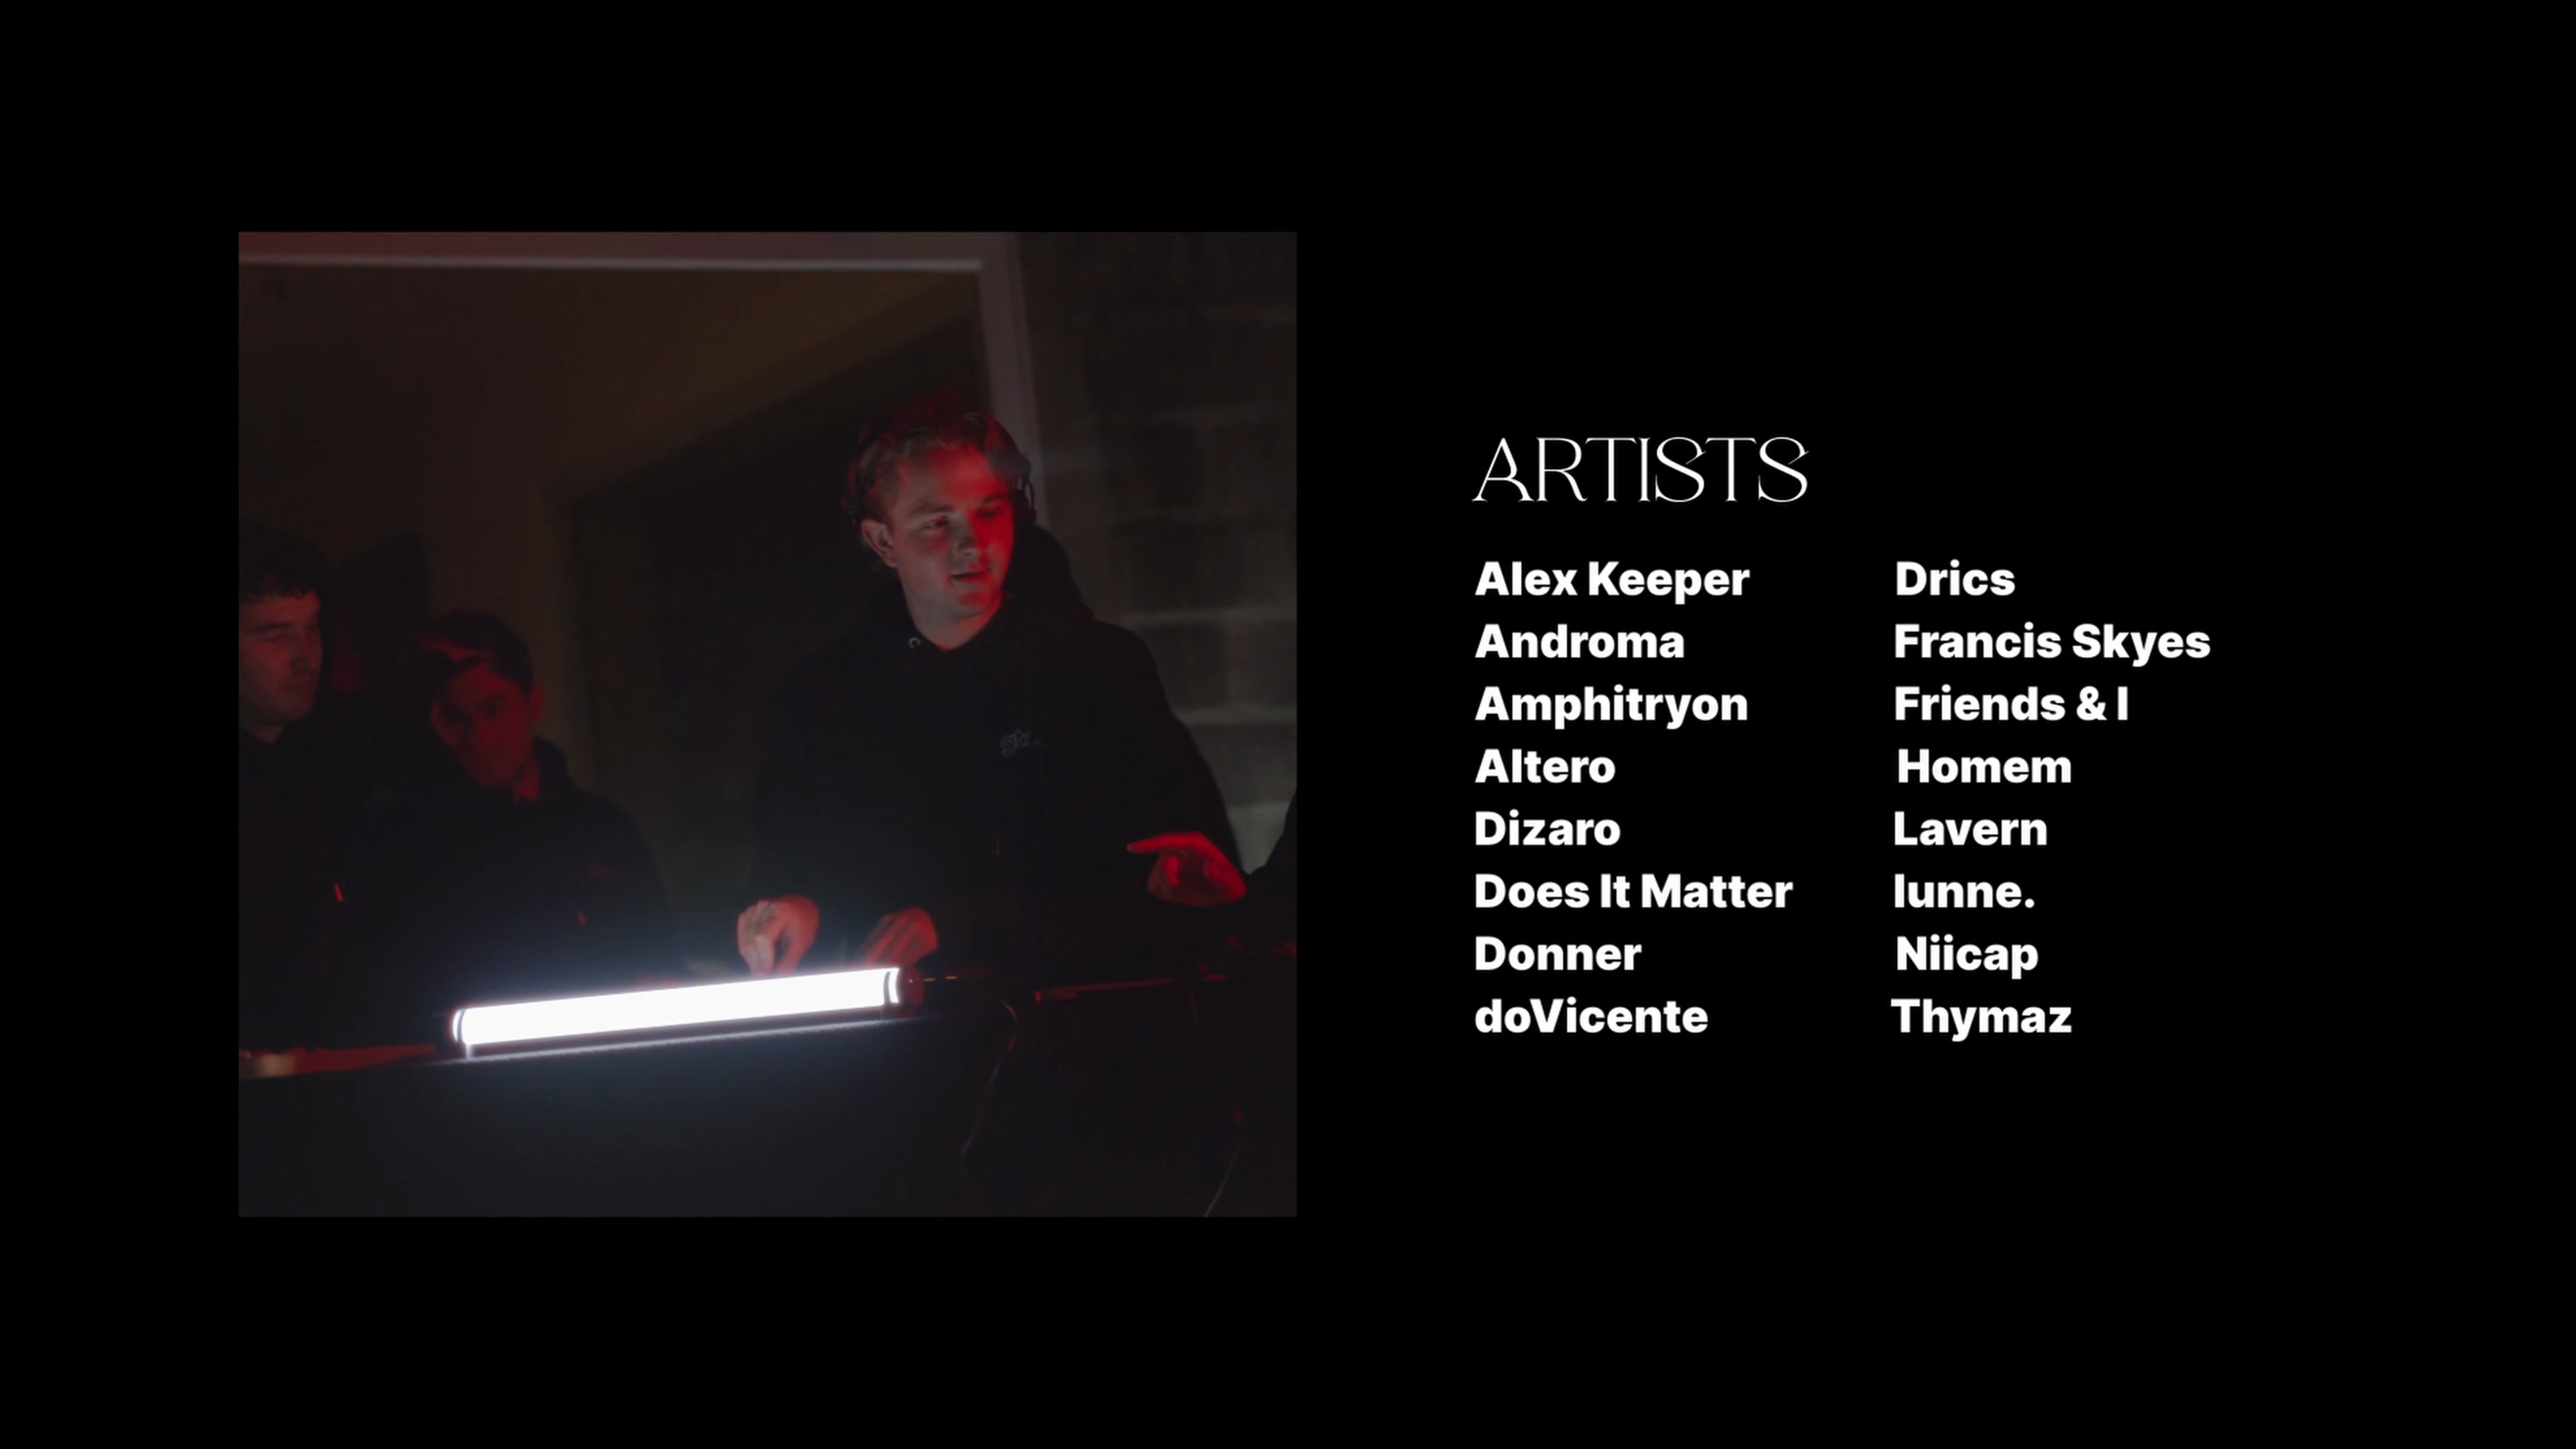 ARTISTS
Alex Keeper
Androma
Amphitryon
Altero
Dizaro
Does It Matter
Donner
doVicente
Drics
Francis Skyes
Friends & I
Homem
Lavern
lunne.
Niicap
Thymaz